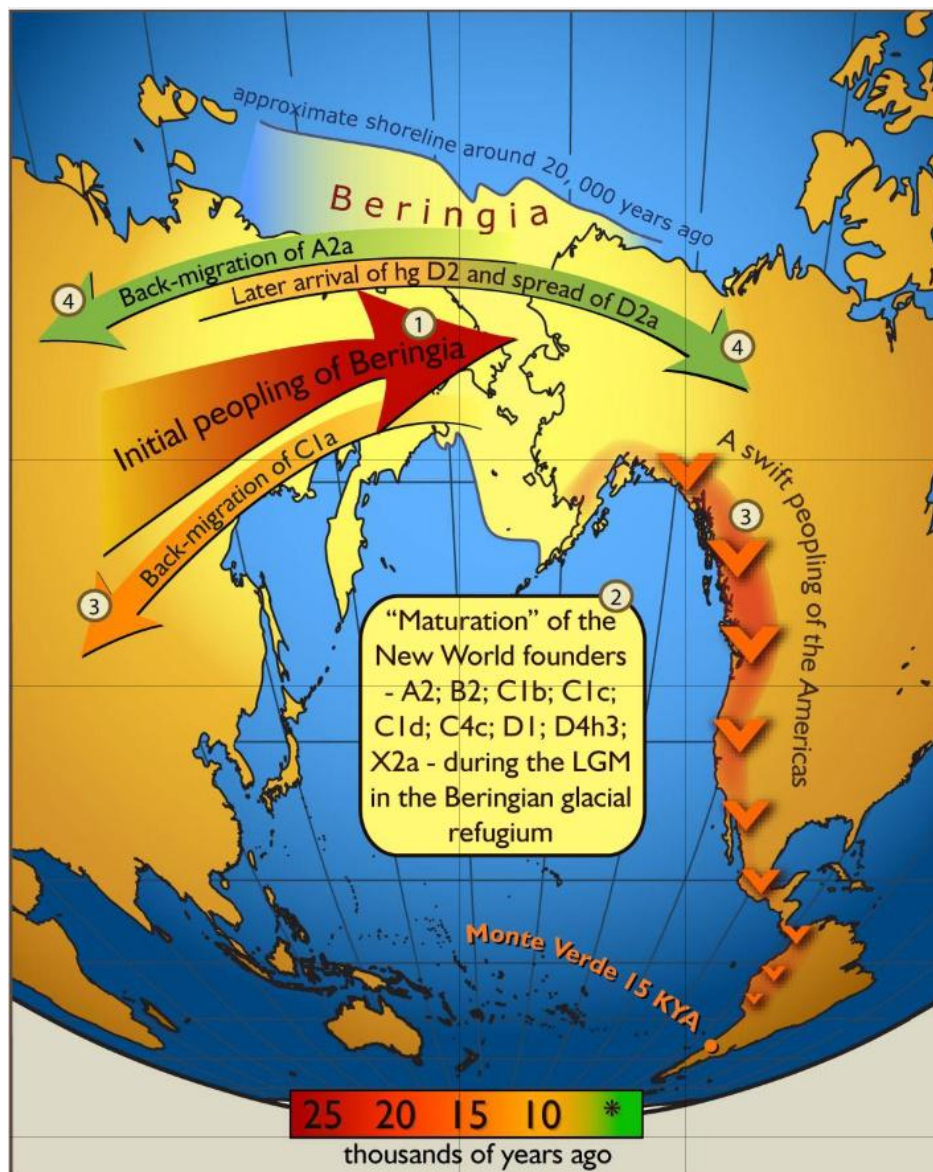 approximate shoreline around 20, 000 years ago
Beringia
Back-migration of A2a
Later arrival of hg D2 and spread of D2a
4
1
4
Initial peopling of Beringia
Back-migration of C1a
3
A swift peopling of the Americas
3
2
“Maturation” of the
New World founders
- A2; B2; C1b; C1c;
C1d; C4c; D1; D4h3;
X2a - during the LGM
in the Beringian glacial
refugium
Monte Verde 15 KYA
25 20 15 10 *
thousands of years ago